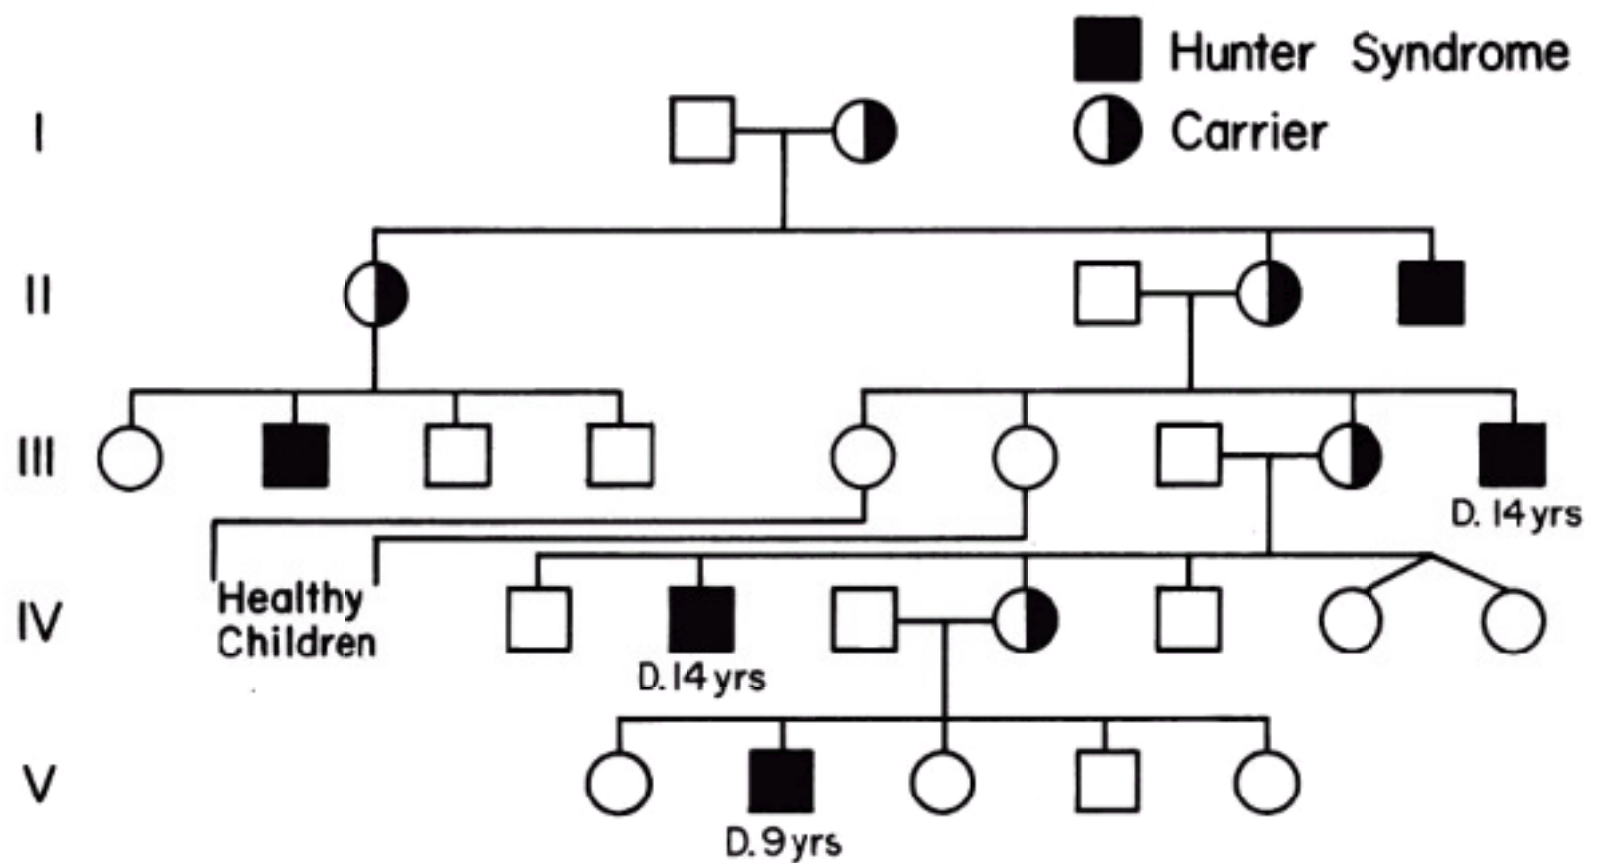 Hunter Syndrome
Carrier
I
II
III
D. 14 yrs
IV
Healthy
Children
D. 14 yrs
V
D. 9 yrs